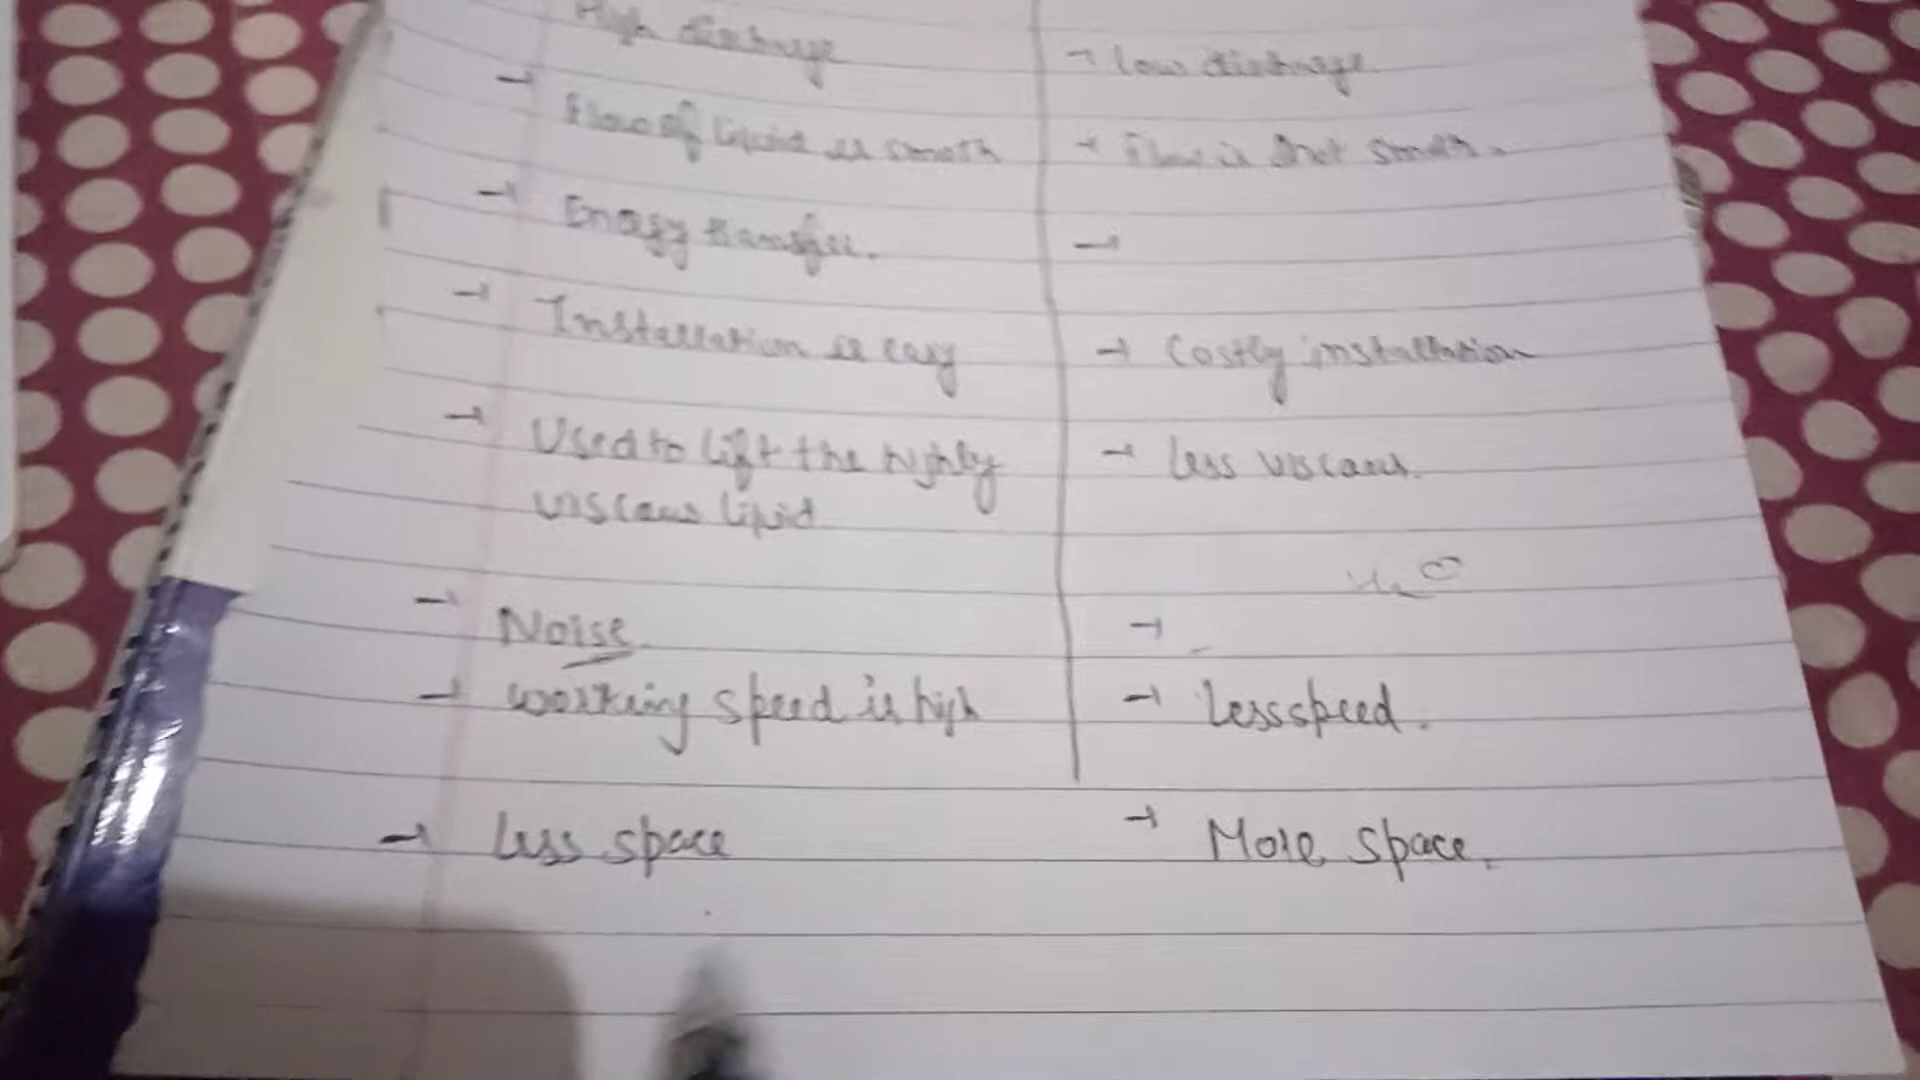 High discharge
→ low discharge
→ Flow of liquid is smooth
→ Flow is not smooth.
→ Energy transfer.
→
→ Installation is easy
→ Costly installation
→ Used to lift the highly
viscous liquid
→ less viscous.
H₂O
→ Noise
→
→ working speed is high
→ Less speed.
→ Less space
→ More space.